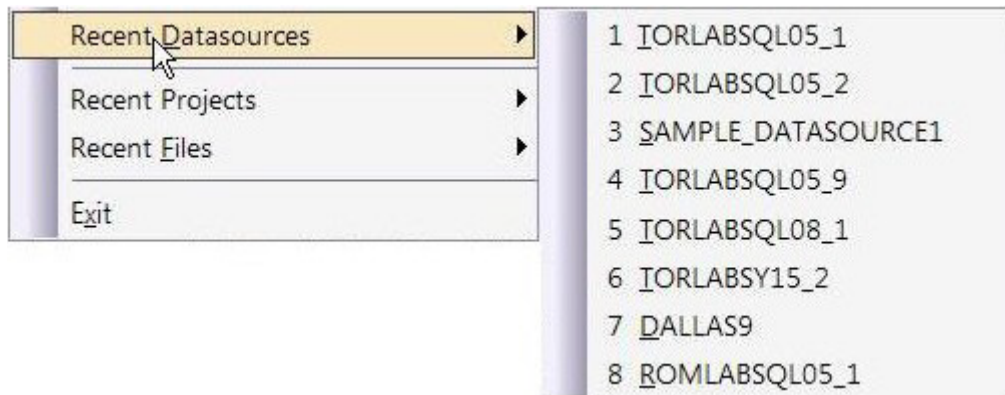 Recent Datasources
Recent Projects
Recent Files
Exit
1 TORLABSQL05_1
2 TORLABSQL05_2
3 SAMPLE_DATASOURCE1
4 TORLABSQL05_9
5 TORLABSQL08_1
6 TORLABSY15_2
7 DALLAS9
8 ROMLABSQL05_1